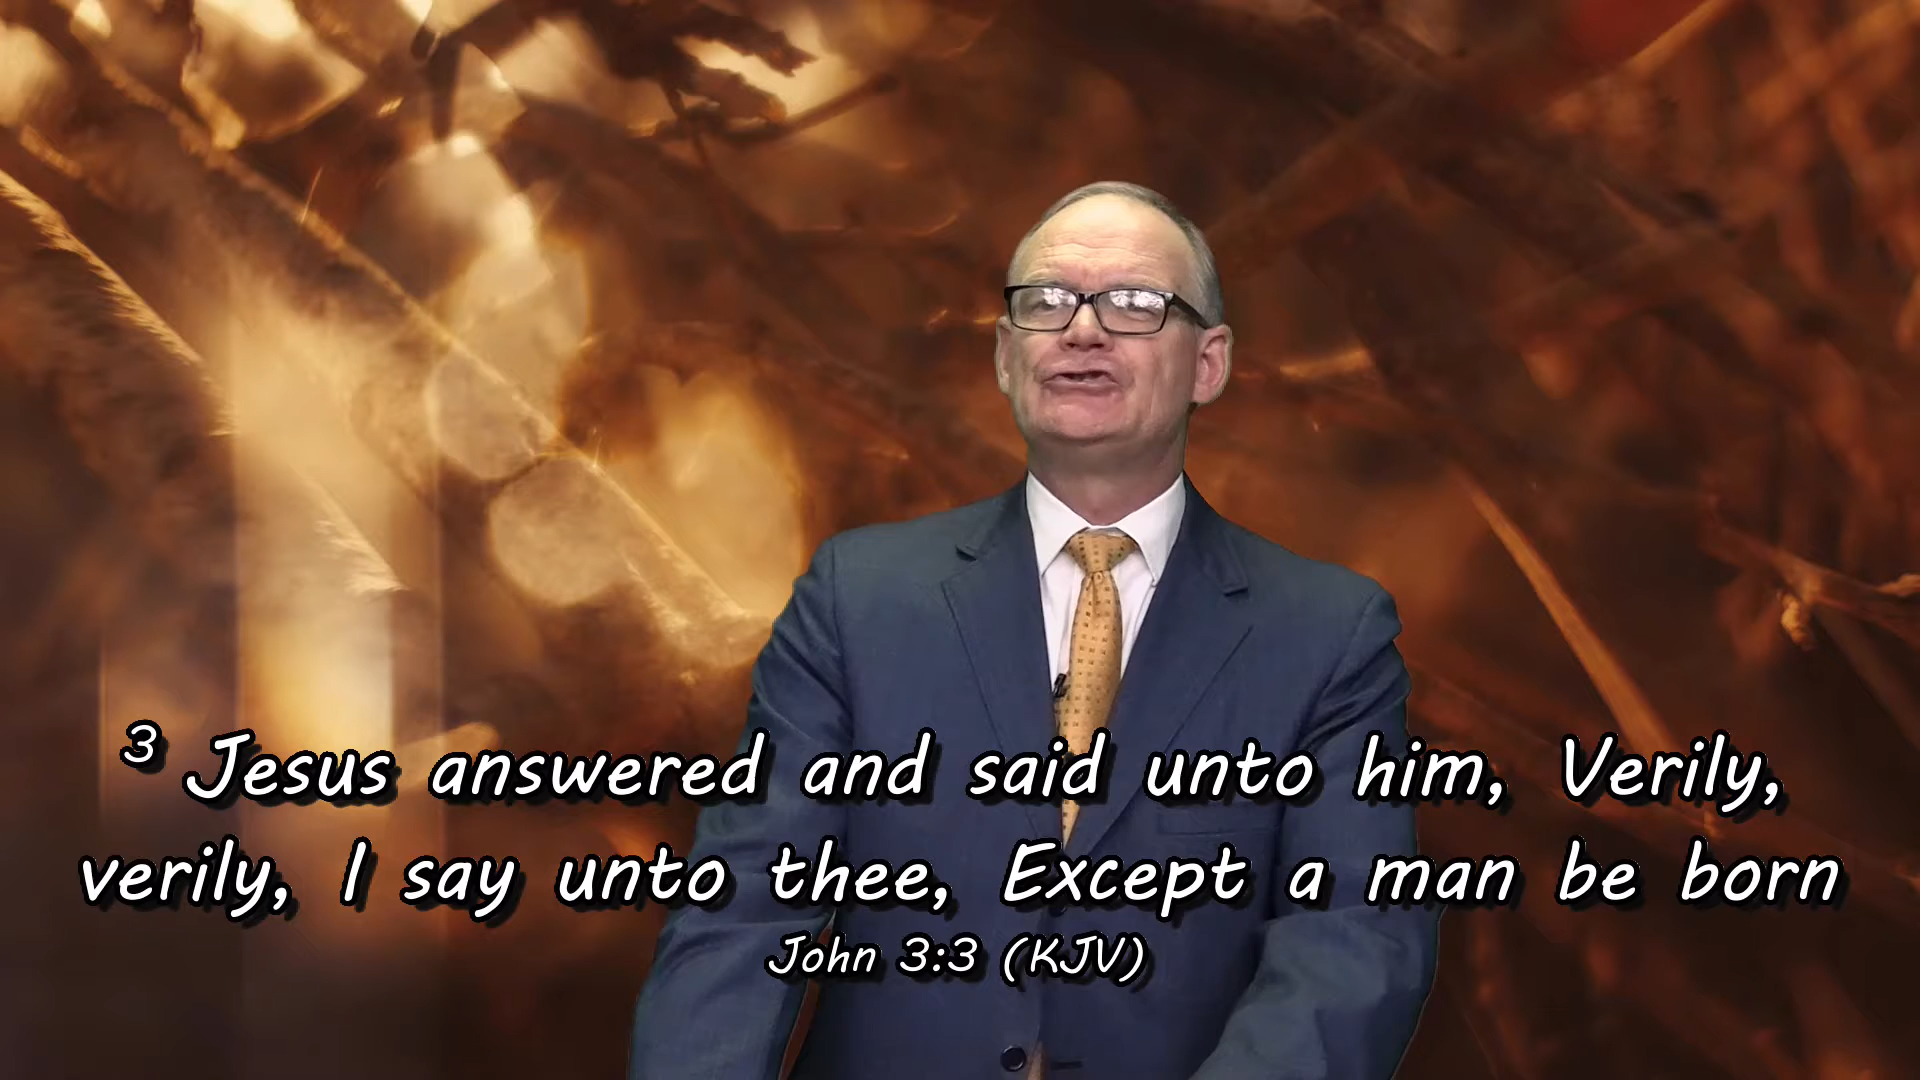 3 Jesus answered and said unto him, Verily,
verily, I say unto thee, Except a man be born
John 3:3 (KJV)